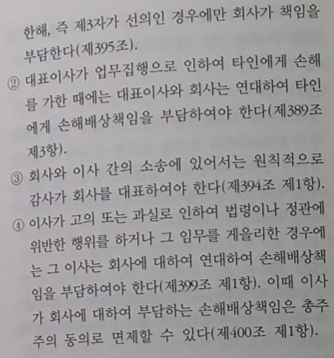 한해, 즉 제3자가 선의인 경우에만 회사가 책임을
부담한다(제395조).
② 대표이사가 업무집행으로 인하여 타인에게 손해
를 가한 때에는 대표이사와 회사는 연대하여 타인
에게 손해배상책임을 부담하여야 한다(제389조
제3항).
③ 회사와 이사 간의 소송에 있어서는 원칙적으로
감사가 회사를 대표하여야 한다(제394조 제1항).
④ 이사가 고의 또는 과실로 인하여 법령이나 정관에
위반한 행위를 하거나 그 임무를 게을리한 경우에
는 그 이사는 회사에 대하여 연대하여 손해배상책
임을 부담하여야 한다(제399조 제1항). 이때 이사
가 회사에 대하여 부담하는 손해배상책임은 총주
주의 동의로 면제할 수 있다(제400조 제1항).